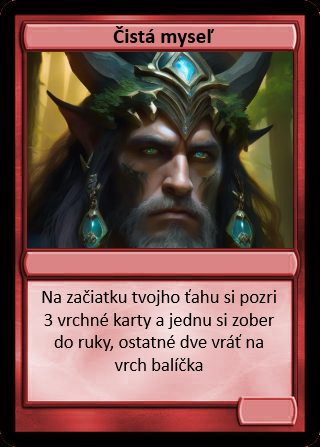 Čistá myseľ
Na začiatku tvojho ťahu si pozri
3 vrchné karty a jednu si zober
do ruky, ostatné dve vráť na
vrch balíčka